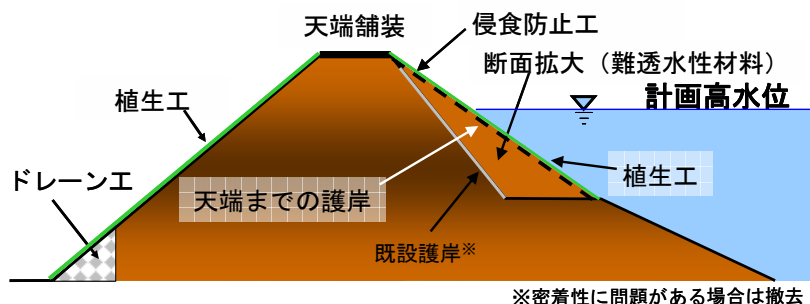 天端舗装
侵食防止工
断面拡大（難透水性材料）
計画高水位
植生工
ドレーン工
天端までの護岸
植生工
既設護岸※
※密着性に問題がある場合は撤去